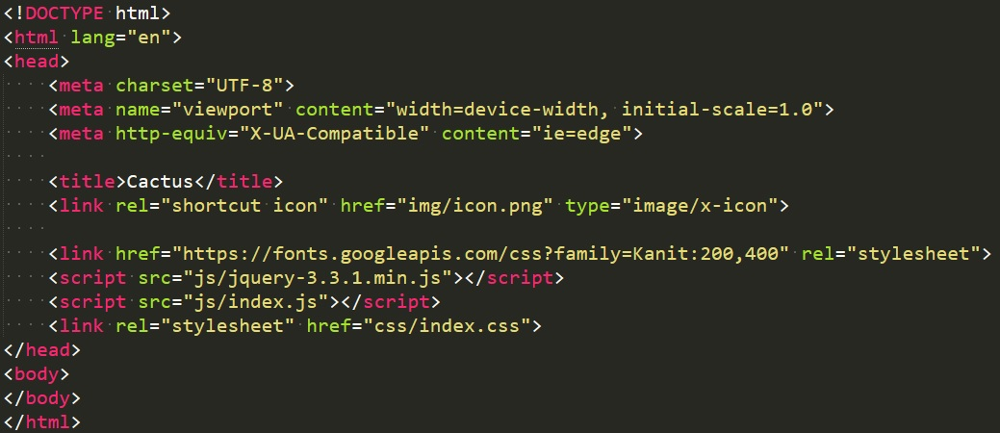 <!DOCTYPE html>
<html lang="en">
<head>
    <meta charset="UTF-8">
    <meta name="viewport" content="width=device-width, initial-scale=1.0">
    <meta http-equiv="X-UA-Compatible" content="ie=edge">
    <title>Cactus</title>
    <link rel="shortcut icon" href="img/icon.png" type="image/x-icon">
    <link href="https://fonts.googleapis.com/css?family=Kanit:200,400" rel="stylesheet">
    <script src="js/jquery-3.3.1.min.js"></script>
    <script src="js/index.js"></script>
    <link rel="stylesheet" href="css/index.css">
</head>
<body>
</body>
</html>